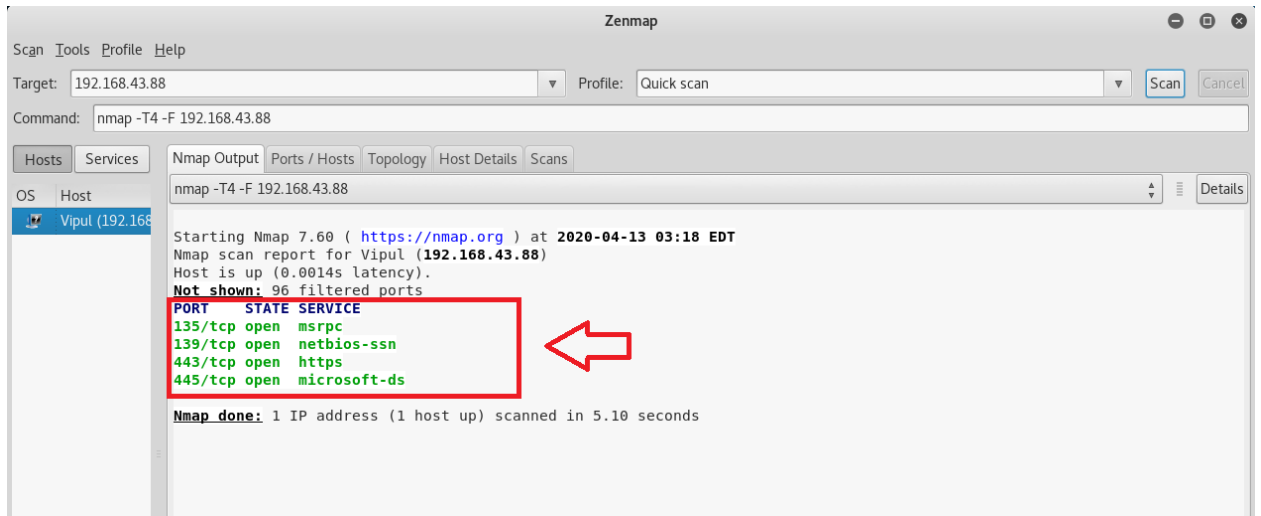 Zenmap
Scan Tools Profile Help
Target: 192.168.43.88 Profile: Quick scan Scan Cancel
Command: nmap -T4 -F 192.168.43.88
Hosts Services Nmap Output Ports / Hosts Topology Host Details Scans
OS Host nmap -T4 -F 192.168.43.88 Details
Vipul (192.168
Starting Nmap 7.60 ( https://nmap.org ) at 2020-04-13 03:18 EDT
Nmap scan report for Vipul (192.168.43.88)
Host is up (0.0014s latency).
Not shown: 96 filtered ports
PORT STATE SERVICE
135/tcp open msrpc
139/tcp open netbios-ssn
443/tcp open https
445/tcp open microsoft-ds
Nmap done: 1 IP address (1 host up) scanned in 5.10 seconds